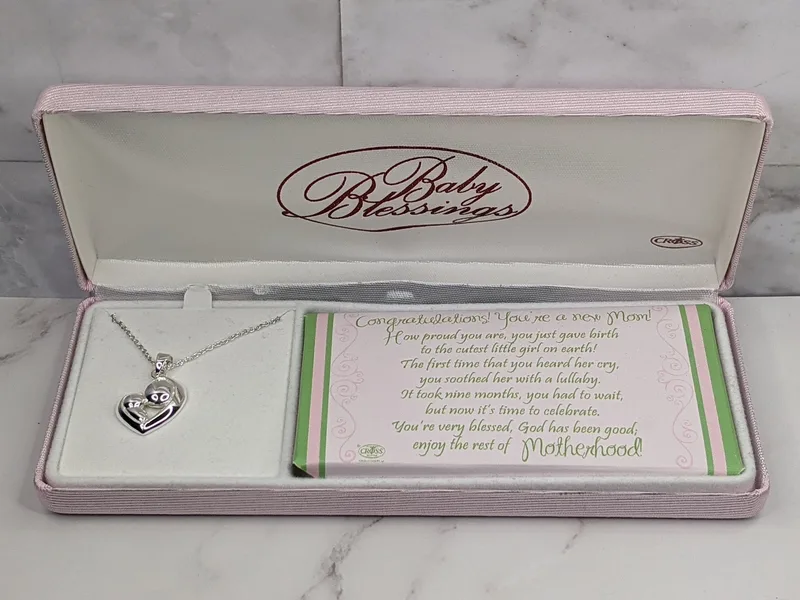 Baby
Blessings
CROSS
Congratulations! You're a new Mom!
How proud you are, you just gave birth
to the cutest little girl on earth!
The first time that you heard her cry,
you soothed her with a lullaby.
It took nine months, you had to wait,
but now it's time to celebrate.
You're very blessed, God has been good;
enjoy the rest of Motherhood!
CROSS